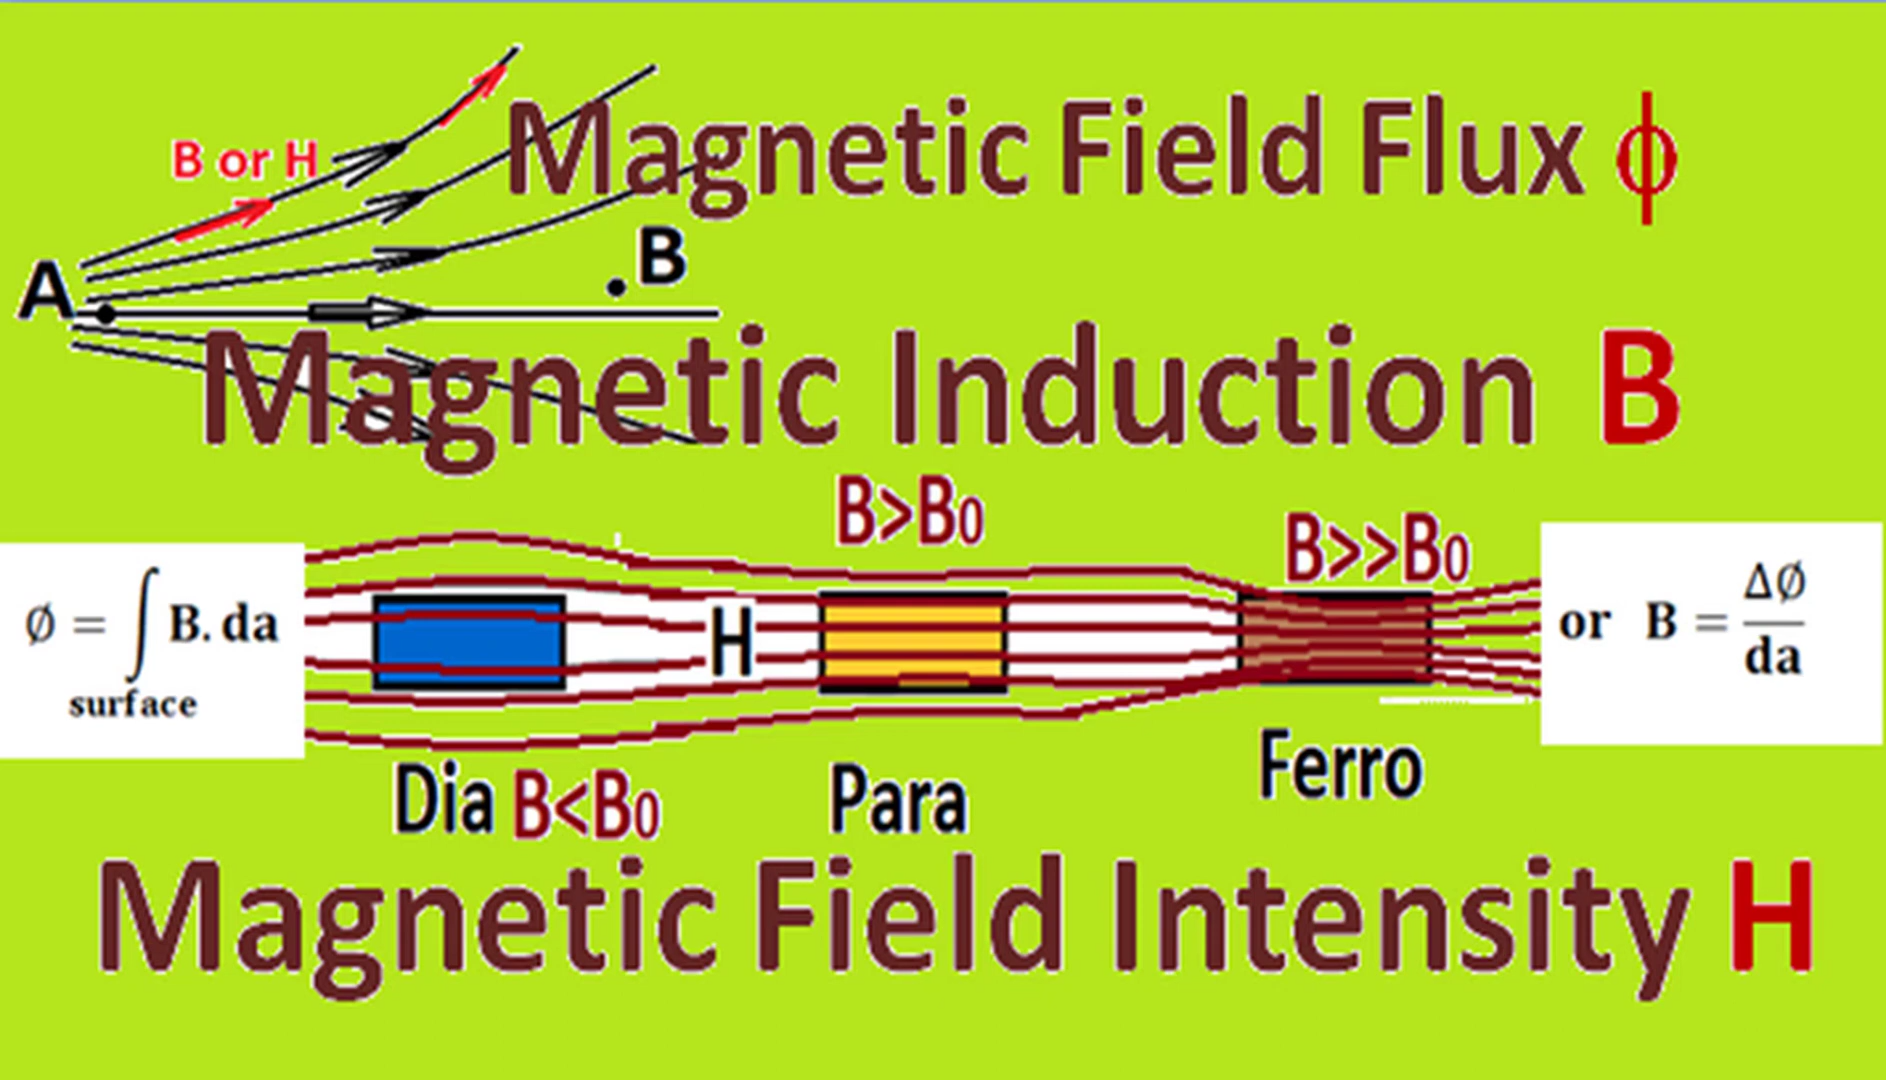 Magnetic Field Flux ϕ
B or H
A
B
Magnetic Induction B
B>B₀
B>>B₀
Ø = ∫ B. da
surface
H
or B = ΔØ / da
Ferro
Dia B<B₀
Para
Magnetic Field Intensity H